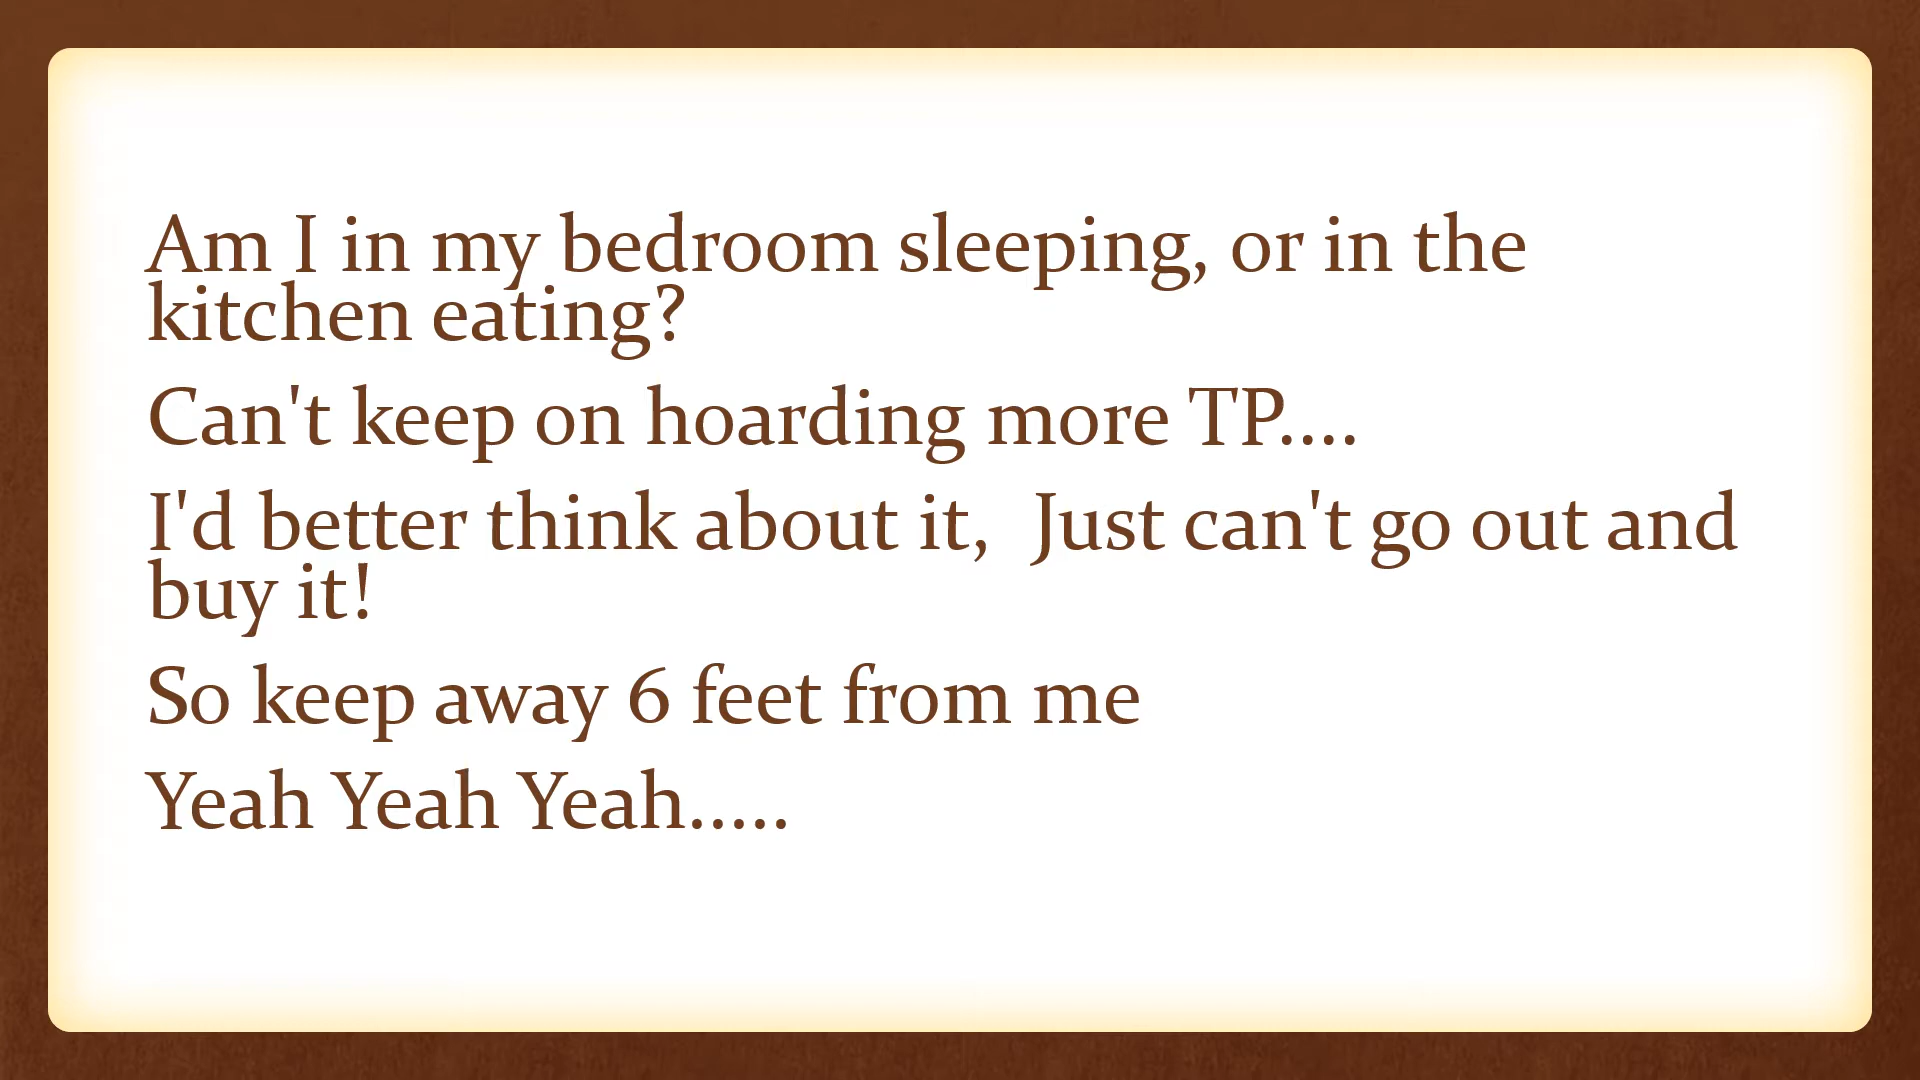 Am I in my bedroom sleeping, or in the
kitchen eating?
Can't keep on hoarding more TP....
I'd better think about it,  Just can't go out and
buy it!
So keep away 6 feet from me
Yeah Yeah Yeah.....